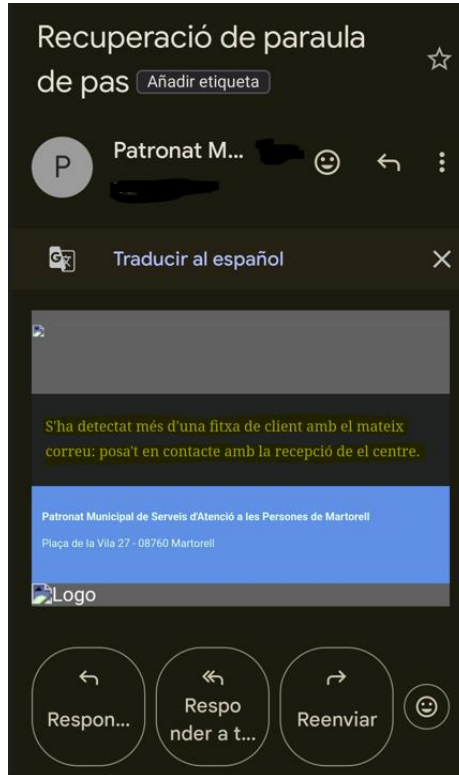 Recuperació de paraula
de pas Añadir etiqueta
P
Patronat M...
Traducir al español
S'ha detectat més d'una fitxa de client amb el mateix
correu: posa't en contacte amb la recepció de el centre.
Patronat Municipal de Serveis d'Atenció a les Persones de Martorell
Plaça de la Vila 27 - 08760 Martorell
Logo
Respon...
Respo
nder a t...
Reenviar